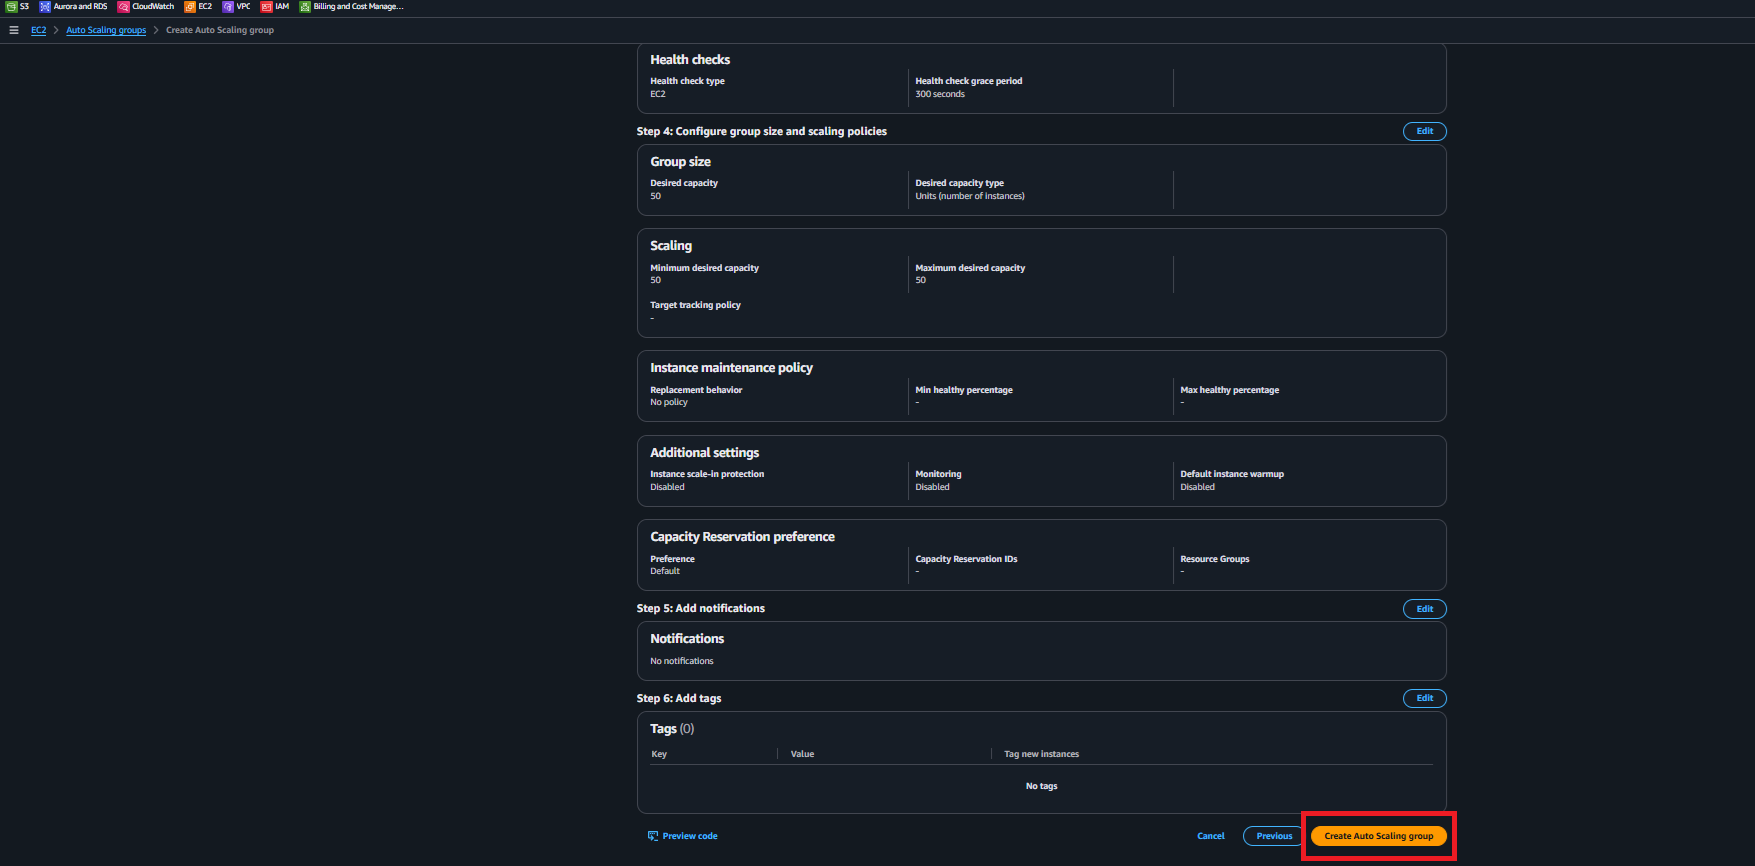 S3 Aurora and RDS CloudWatch EC2 VPC IAM Billing and Cost Manage...
EC2 > Auto Scaling groups > Create Auto Scaling group
Health checks
Health check type Health check grace period
EC2 300 seconds
Step 4: Configure group size and scaling policies Edit
Group size
Desired capacity Desired capacity type
50 Units (number of instances)
Scaling
Minimum desired capacity Maximum desired capacity
50 50
Target tracking policy
-
Instance maintenance policy
Replacement behavior Min healthy percentage Max healthy percentage
No policy - -
Additional settings
Instance scale-in protection Monitoring Default instance warmup
Disabled Disabled Disabled
Capacity Reservation preference
Preference Capacity Reservation IDs Resource Groups
Default - -
Step 5: Add notifications Edit
Notifications
No notifications
Step 6: Add tags Edit
Tags (0)
Key Value Tag new instances
No tags
Preview code Cancel Previous Create Auto Scaling group